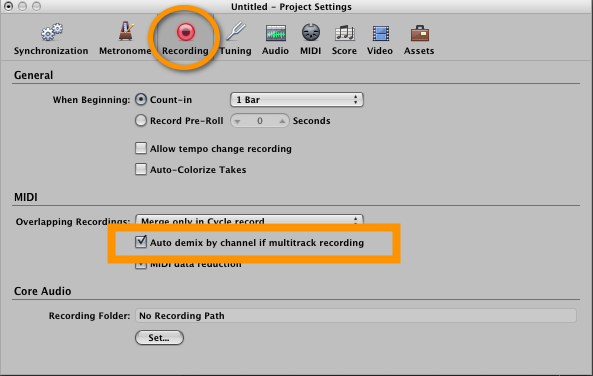 Untitled – Project Settings
Synchronization Metronome Recording Tuning Audio MIDI Score Video Assets
General
When Beginning: Count-in 1 Bar
Record Pre-Roll 0 Seconds
Allow tempo change recording
Auto-Colorize Takes
MIDI
Overlapping Recordings: Merge only in Cycle record
Auto demix by channel if multitrack recording
MIDI data reduction
Core Audio
Recording Folder: No Recording Path
Set...